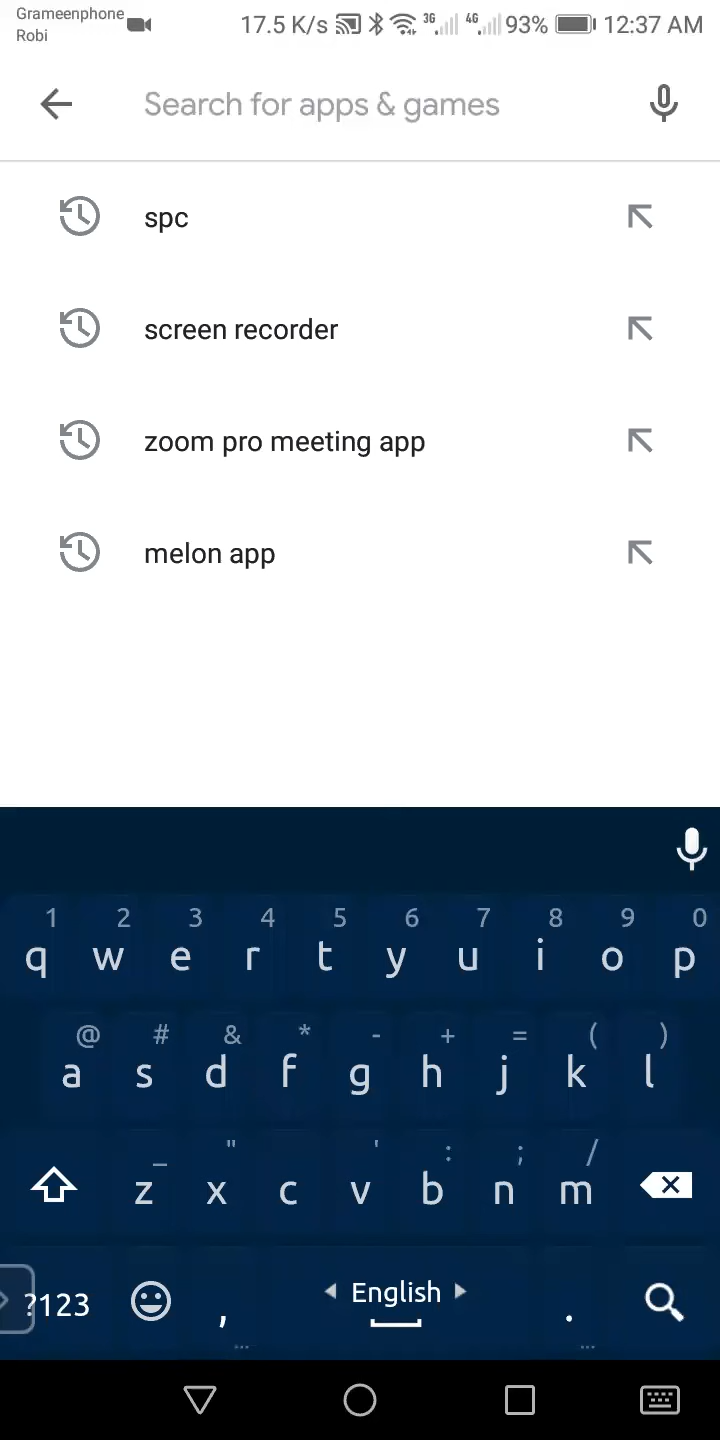 Grameenphone
Robi
17.5 K/s 3G 4G 93% 12:37 AM
Search for apps & games
spc
screen recorder
zoom pro meeting app
melon app
1 2 3 4 5 6 7 8 9 0
q w e r t y u i o p
@ # & * - + = ( )
a s d f g h j k l
_ " ' : ; /
z x c v b n m
?123 , English .